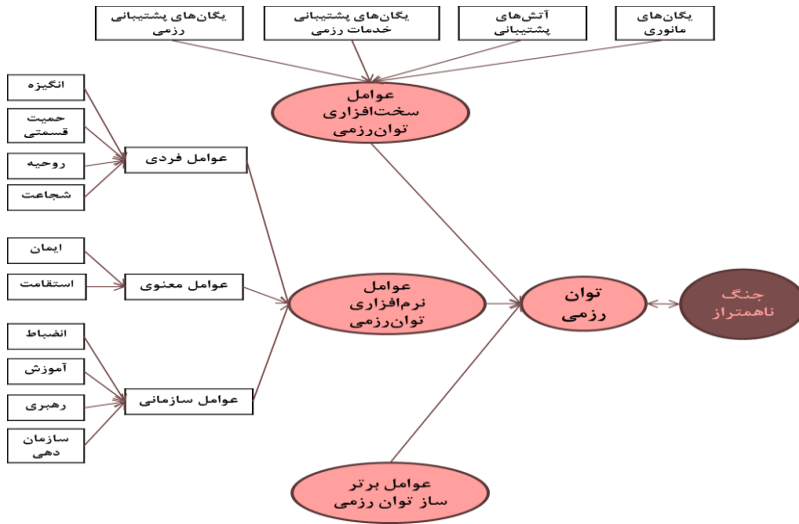 یگان‌های
مانوری
آتش‌های
پشتیبانی
یگان‌های پشتیبانی
خدمات رزمی
یگان‌های پشتیبانی
رزمی
عوامل
سخت‌افزاری
توان‌رزمی
انگیزه
حمیت
قسمتی
روحیه
شجاعت
عوامل فردی
ایمان
استقامت
عوامل معنوی
عوامل
نرم‌افزاری
توان‌رزمی
توان
رزمی
جنگ
ناهمتراز
انضباط
آموزش
رهبری
سازمان
دهی
عوامل سازمانی
عوامل برتر
ساز توان رزمی